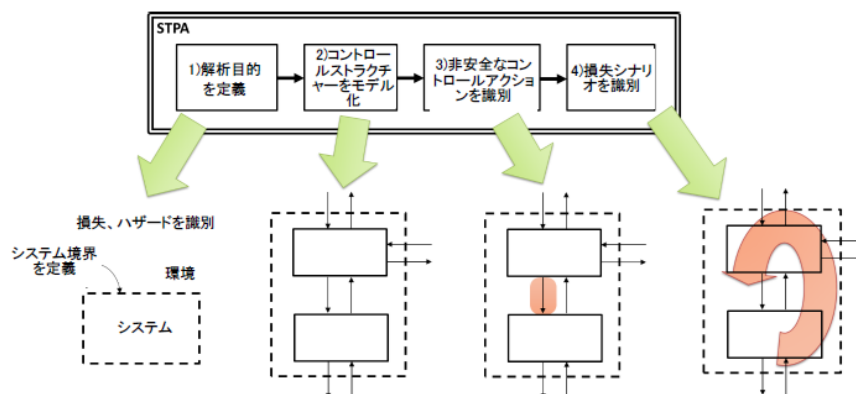 STPA
1)解析目的
を定義
2)コントロー
ルストラクチ
ャーをモデル
化
3)非安全なコ
ントロールアク
ションを識別
4)損失シナリ
オを識別
損失、ハザードを識別
システム境界
を定義
環境
システム